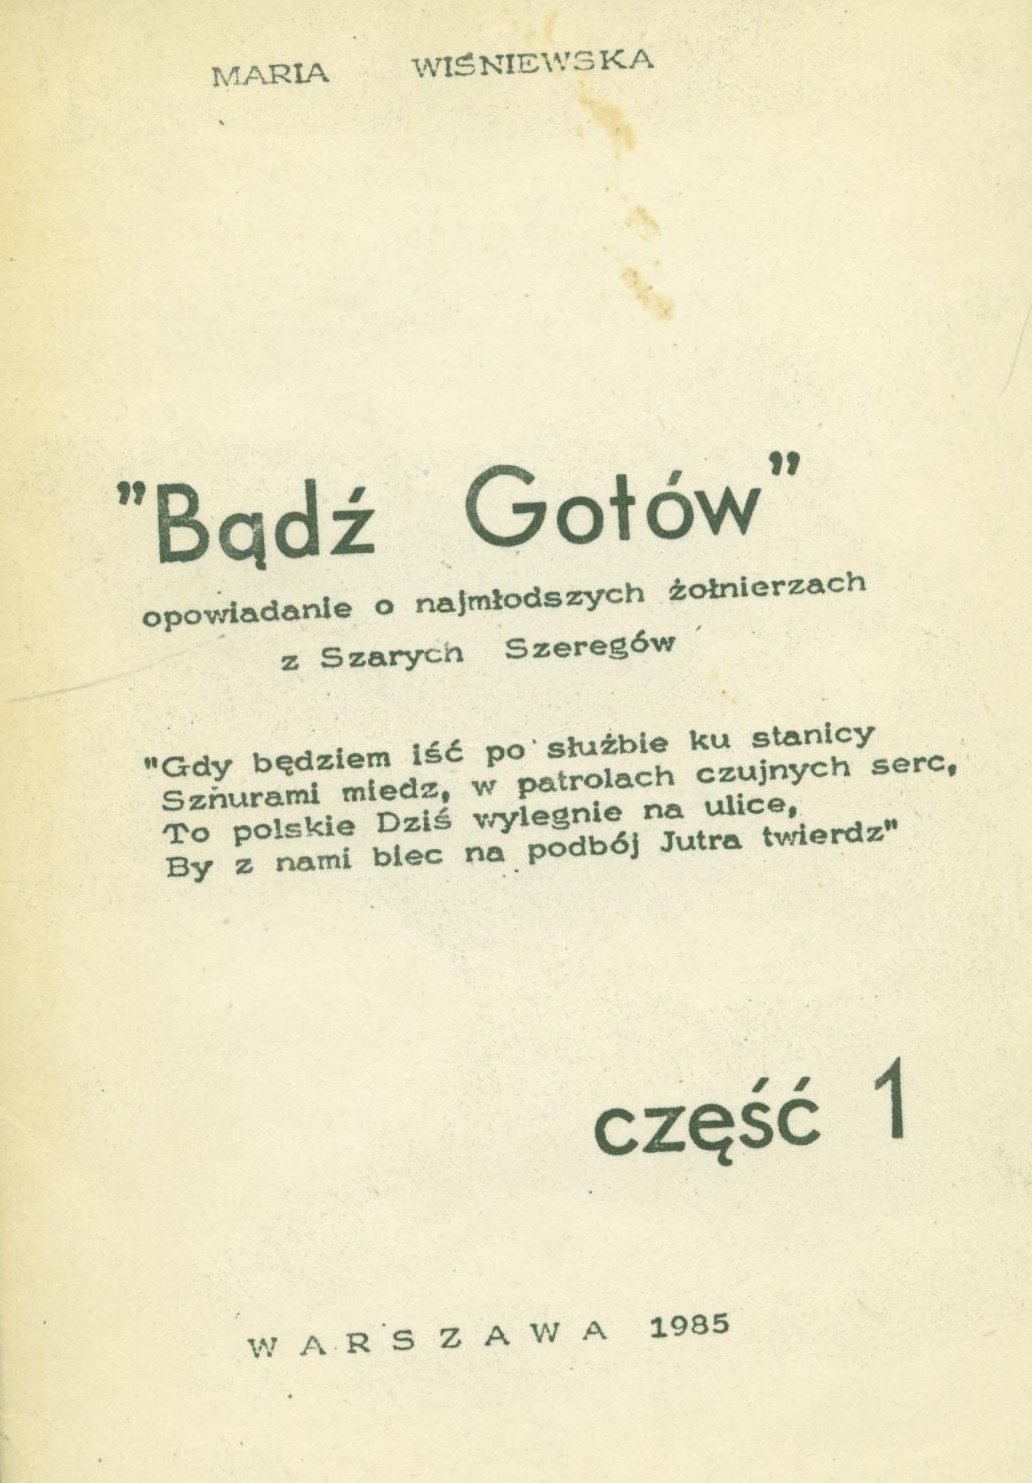 MARIA WIŚNIEWSKA
"Bądź Gotów"
opowiadanie o najmłodszych żołnierzach
z Szarych Szeregów
"Gdy będziem iść po służbie ku stanicy
Sznurami miedz, w patrolach czujnych serc,
To polskie Dziś wylegnie na ulice,
By z nami biec na podbój Jutra twierdz"
część 1
WARSZAWA 1985